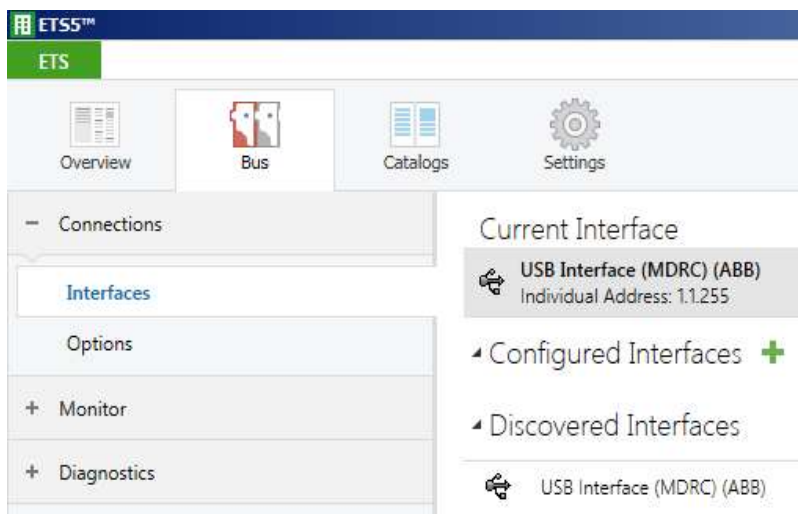 ETS5™
ETS
Overview
Bus
Catalogs
Settings
Connections
Interfaces
Options
Monitor
Diagnostics
Current Interface
USB Interface (MDRC) (ABB)
Individual Address: 1.1.255
Configured Interfaces
Discovered Interfaces
USB Interface (MDRC) (ABB)